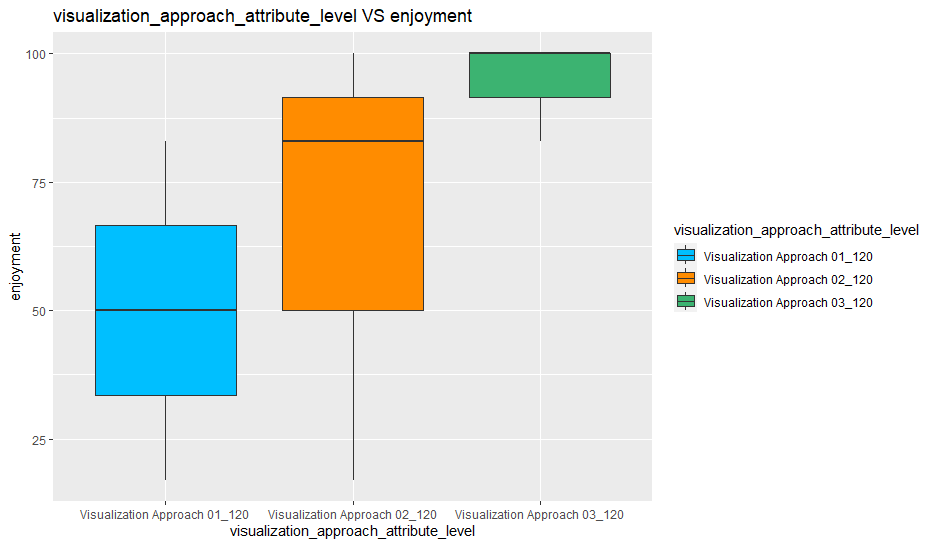 visualization_approach_attribute_level VS enjoyment
100
75
50
25
enjoyment
Visualization Approach 01_120
Visualization Approach 02_120
Visualization Approach 03_120
visualization_approach_attribute_level
visualization_approach_attribute_level
Visualization Approach 01_120
Visualization Approach 02_120
Visualization Approach 03_120